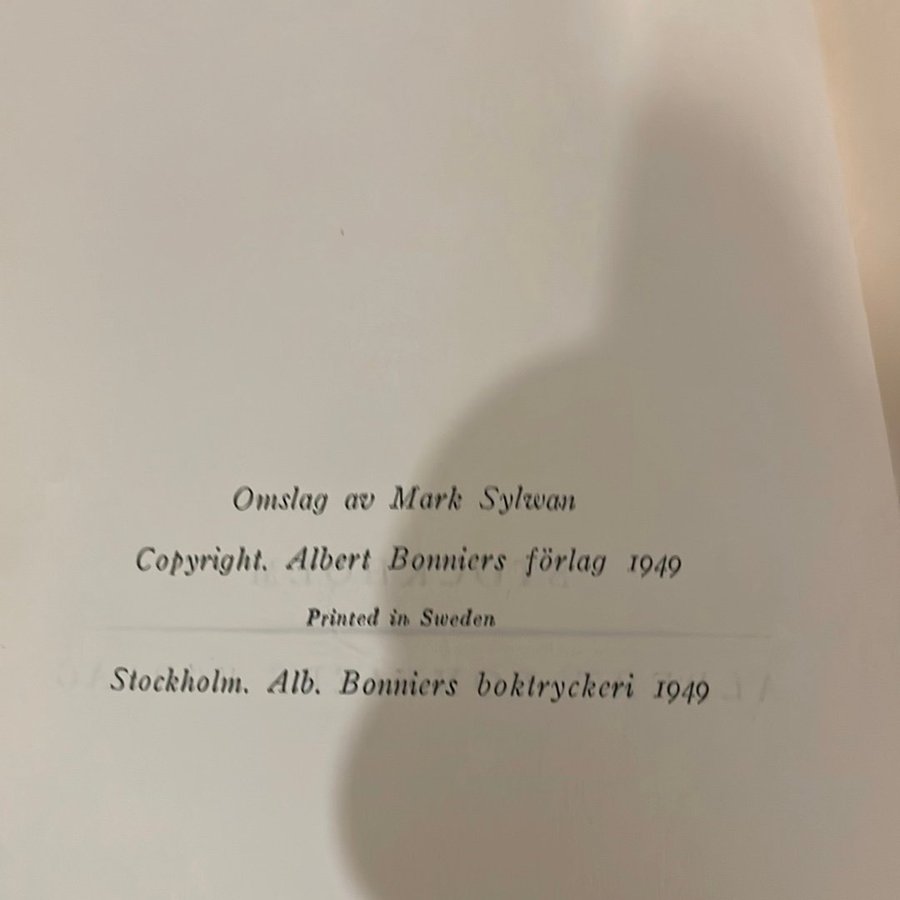 Omslag av Mark Sylwan
Copyright. Albert Bonniers förlag 1949
Printed in Sweden
Stockholm. Alb. Bonniers boktryckeri 1949